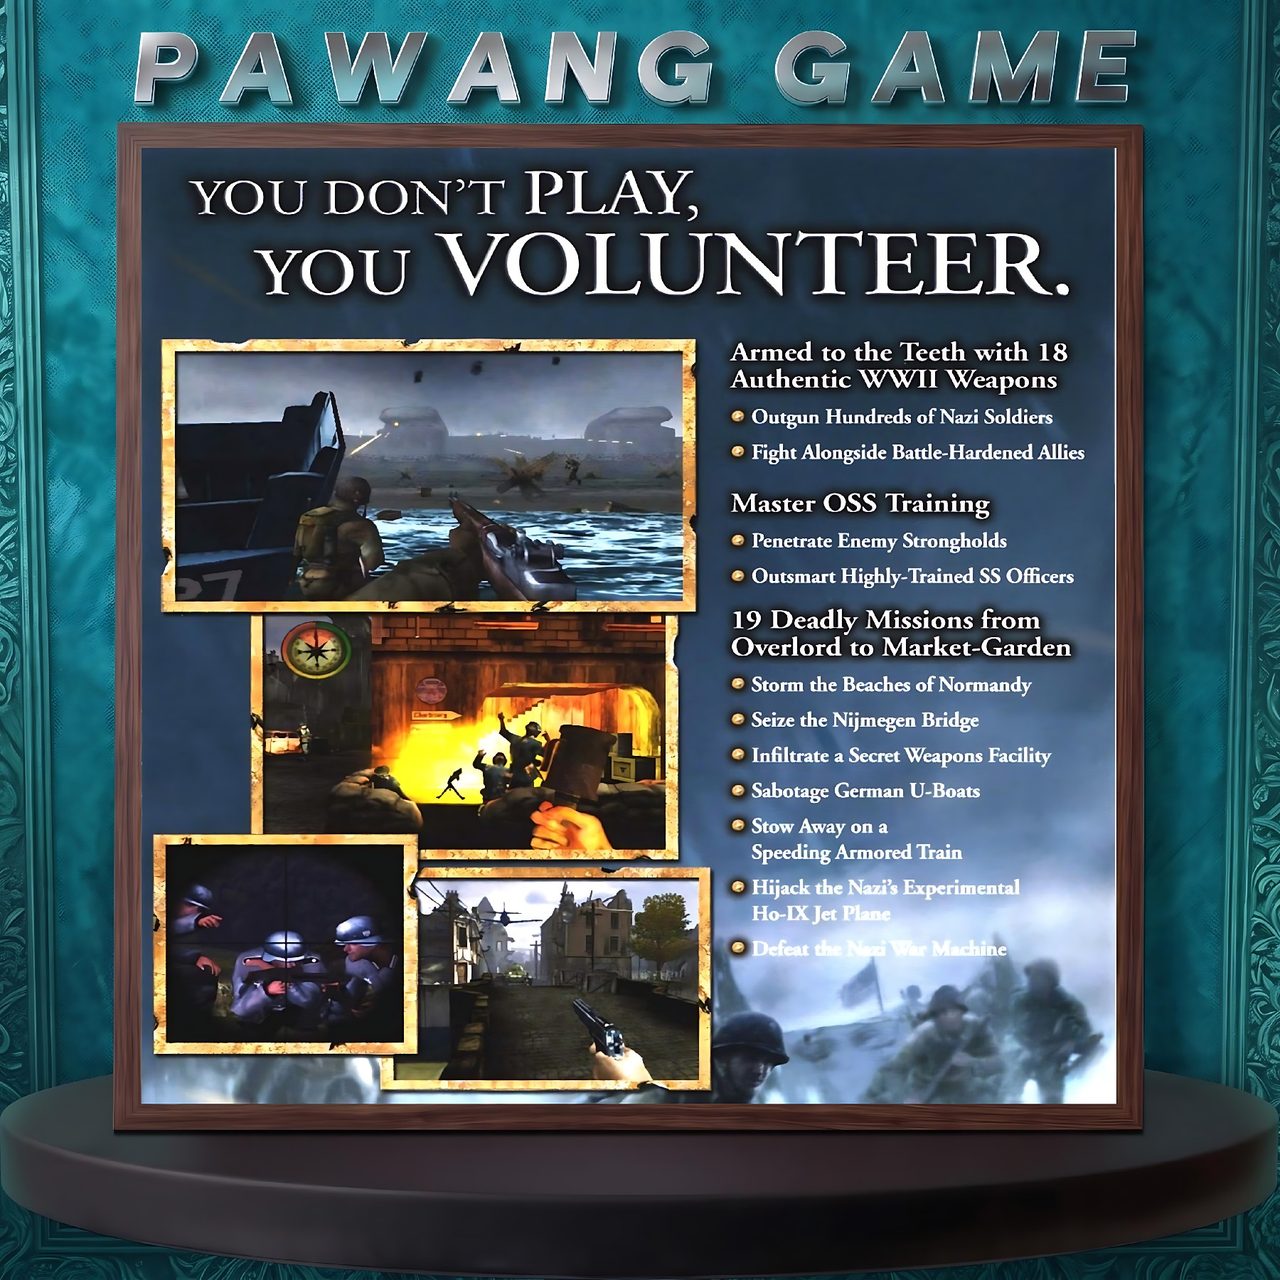 PAWANG GAME
YOU DON'T PLAY,
YOU VOLUNTEER.
Armed to the Teeth with 18
Authentic WWII Weapons
Outgun Hundreds of Nazi Soldiers
Fight Alongside Battle-Hardened Allies
Master OSS Training
Penetrate Enemy Strongholds
Outsmart Highly-Trained SS Officers
19 Deadly Missions from
Overlord to Market-Garden
Storm the Beaches of Normandy
Seize the Nijmegen Bridge
Infiltrate a Secret Weapons Facility
Sabotage German U-Boats
Stow Away on a
Speeding Armored Train
Hijack the Nazi's Experimental
Ho-IX Jet Plane
Defeat the Nazi War Machine